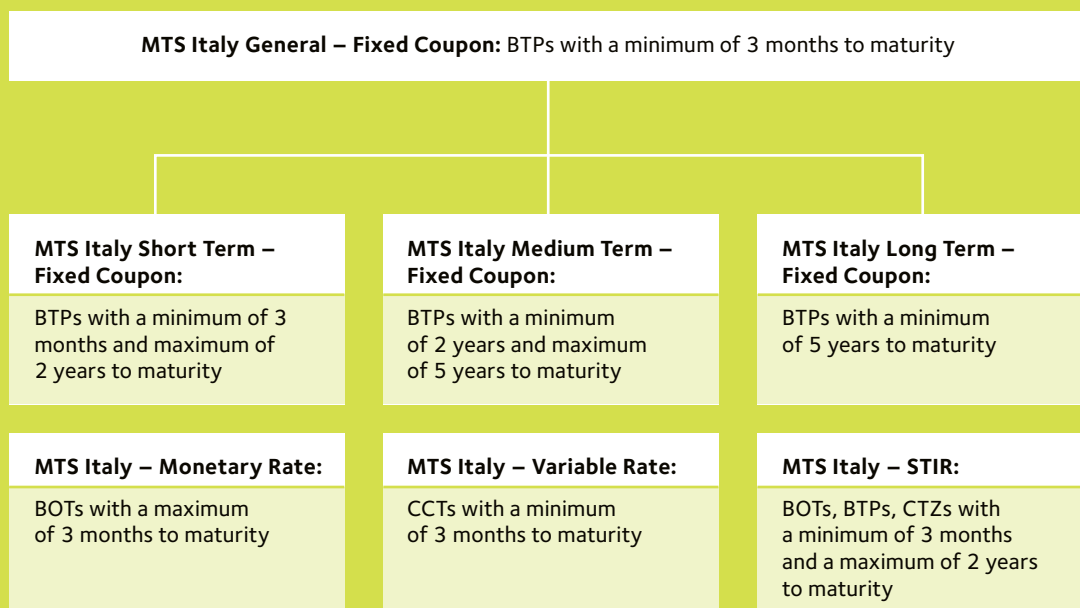 MTS Italy General – Fixed Coupon: BTPs with a minimum of 3 months to maturity
MTS Italy Short Term –
Fixed Coupon:
BTPs with a minimum of 3
months and maximum of
2 years to maturity
MTS Italy Medium Term –
Fixed Coupon:
BTPs with a minimum
of 2 years and maximum
of 5 years to maturity
MTS Italy Long Term –
Fixed Coupon:
BTPs with a minimum
of 5 years to maturity
MTS Italy – Monetary Rate:
BOTs with a maximum
of 3 months to maturity
MTS Italy – Variable Rate:
CCTs with a minimum
of 3 months to maturity
MTS Italy – STIR:
BOTs, BTPs, CTZs with
a minimum of 3 months
and a maximum of 2 years
to maturity